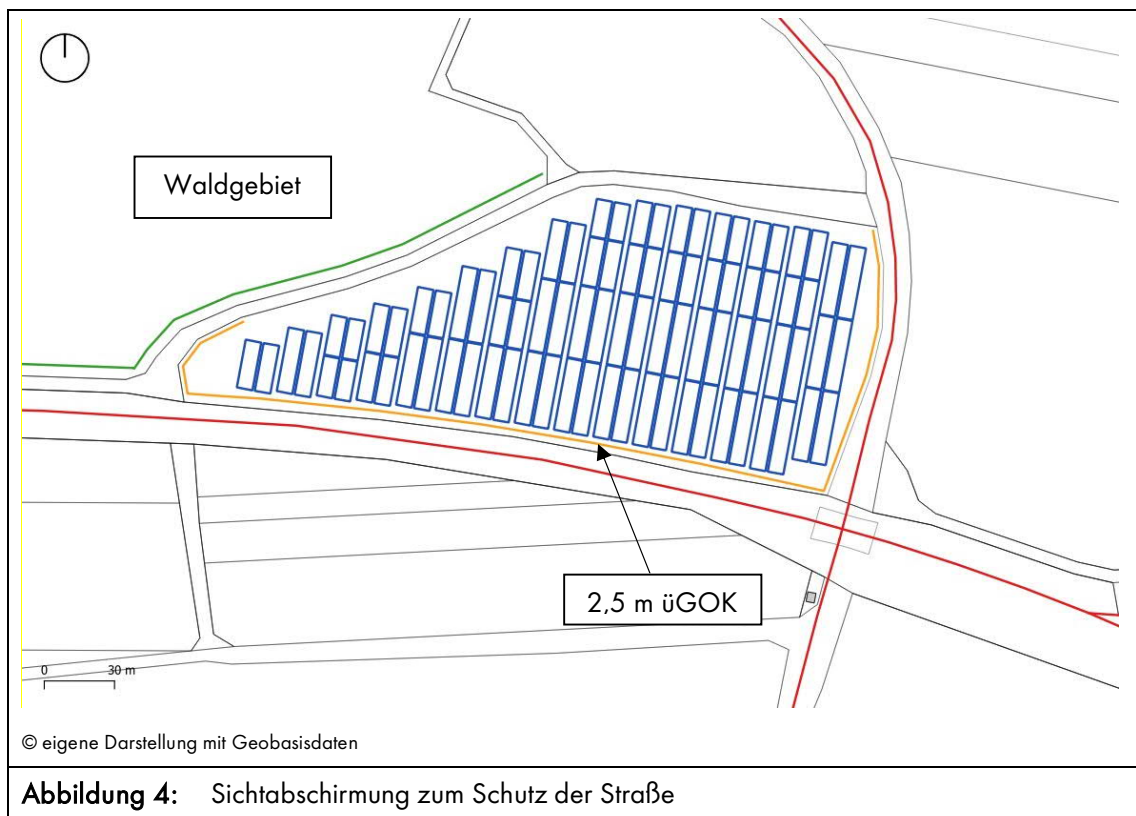 Waldgebiet
2,5 m üGOK
0 30 m
© eigene Darstellung mit Geobasisdaten
Abbildung 4: Sichtabschirmung zum Schutz der Straße